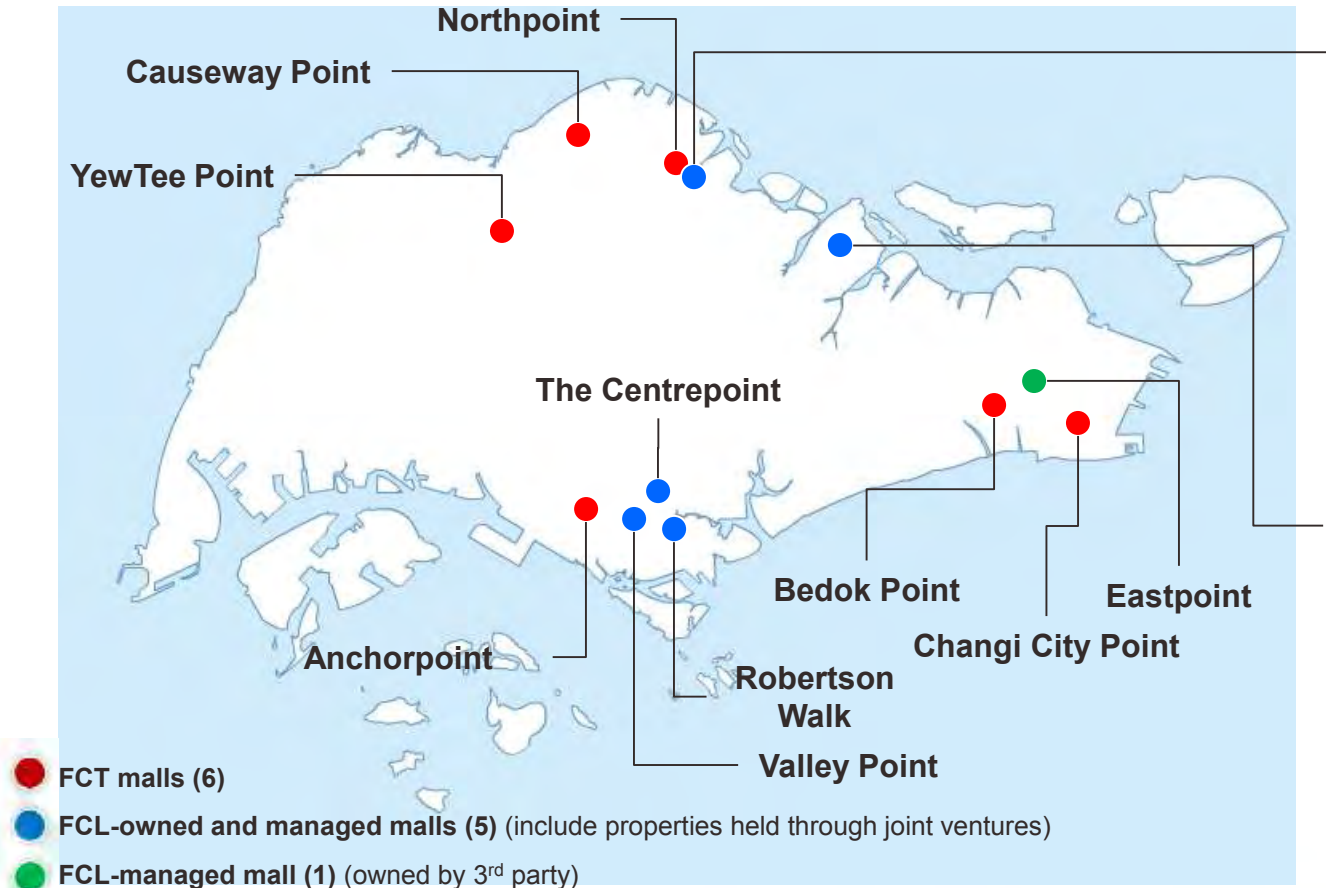 Northpoint
Causeway Point
YewTee Point
The Centrepoint
Bedok Point
Eastpoint
Changi City Point
Anchorpoint
Robertson
Walk
Valley Point
FCT malls (6)
FCL-owned and managed malls (5) (include properties held through joint ventures)
FCL-managed mall (1) (owned by 3rd party)